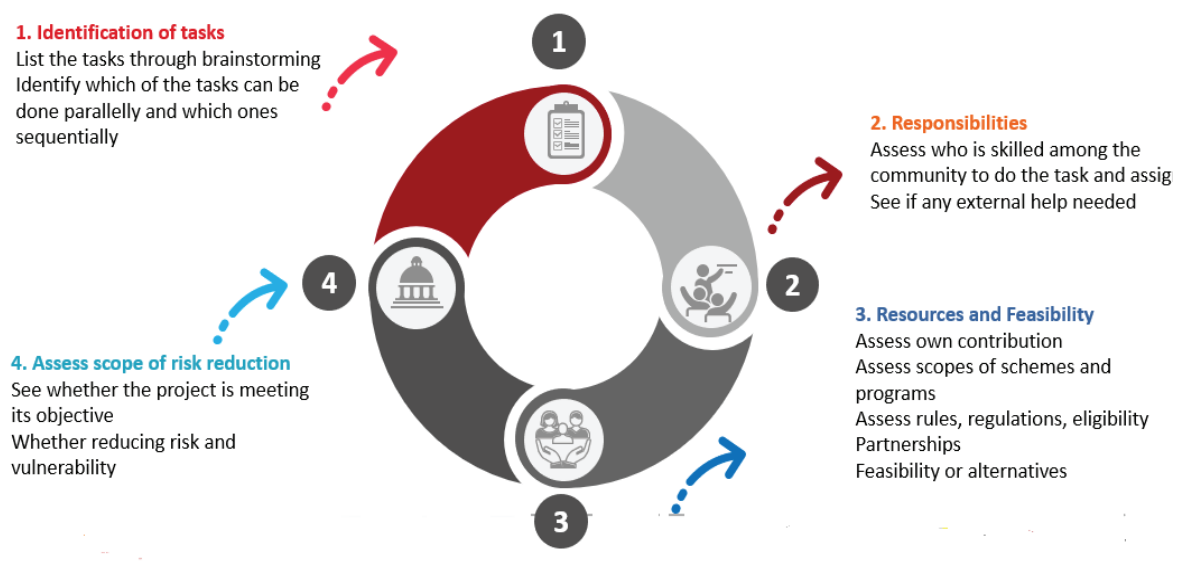 1. Identification of tasks
List the tasks through brainstorming
Identify which of the tasks can be
done parallelly and which ones
sequentially
1
2. Responsibilities
Assess who is skilled among the
community to do the task and assig
See if any external help needed
2
3. Resources and Feasibility
Assess own contribution
Assess scopes of schemes and
programs
Assess rules, regulations, eligibility
Partnerships
Feasibility or alternatives
3
4
4. Assess scope of risk reduction
See whether the project is meeting
its objective
Whether reducing risk and
vulnerability